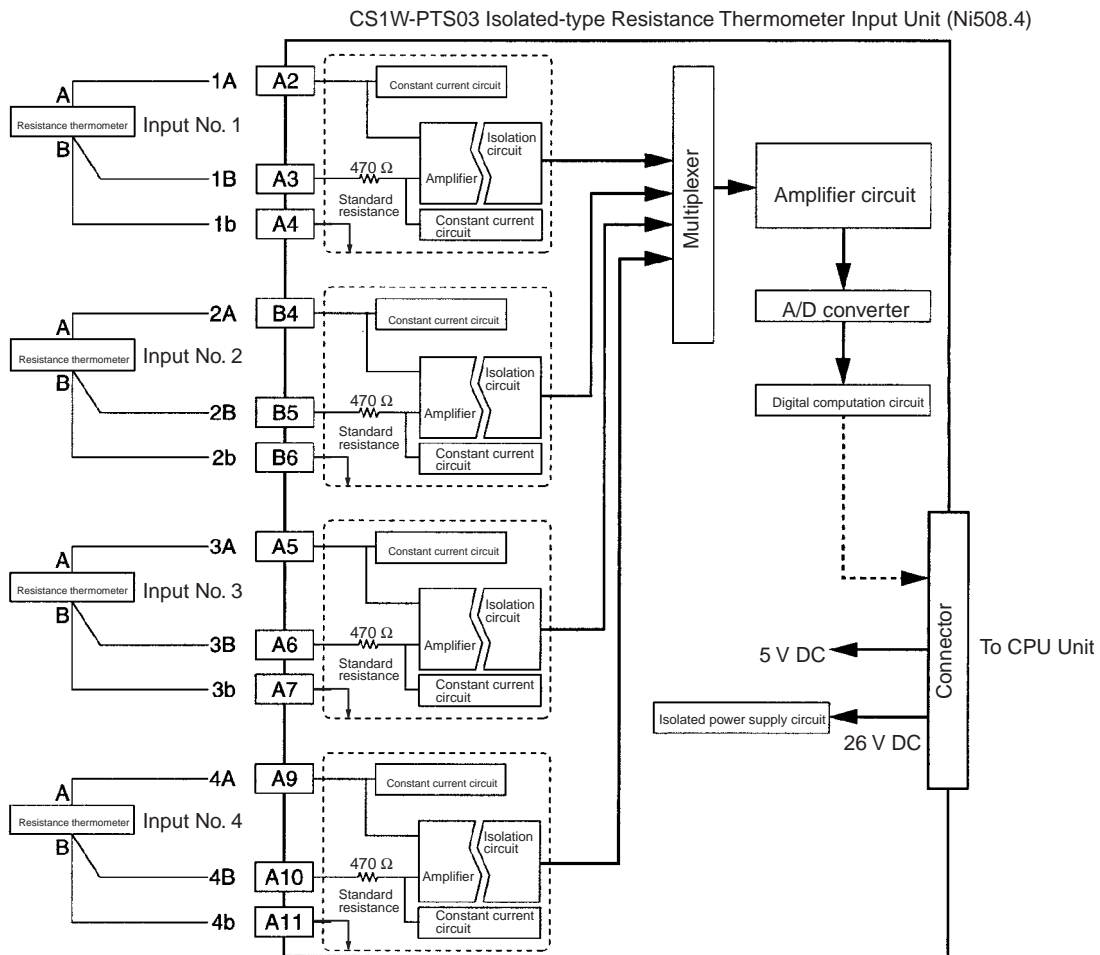 CS1W-PTS03 Isolated-type Resistance Thermometer Input Unit (Ni508.4)
A
Resistance thermometer
B
Input No. 1
1A
1B
1b
A2
A3
A4
Constant current circuit
470 Ω
Standard
resistance
Amplifier
Isolation
circuit
Constant current
circuit
A
Resistance thermometer
B
Input No. 2
2A
2B
2b
B4
B5
B6
Constant current circuit
470 Ω
Standard
resistance
Amplifier
Isolation
circuit
Constant current
circuit
A
Resistance thermometer
B
Input No. 3
3A
3B
3b
A5
A6
A7
Constant current circuit
470 Ω
Standard
resistance
Amplifier
Isolation
circuit
Constant current
circuit
A
Resistance thermometer
B
Input No. 4
4A
4B
4b
A9
A10
A11
Constant current circuit
470 Ω
Standard
resistance
Amplifier
Isolation
circuit
Constant current
circuit
Multiplexer
Amplifier circuit
A/D converter
Digital computation circuit
Connector
To CPU Unit
5 V DC
Isolated power supply circuit
26 V DC